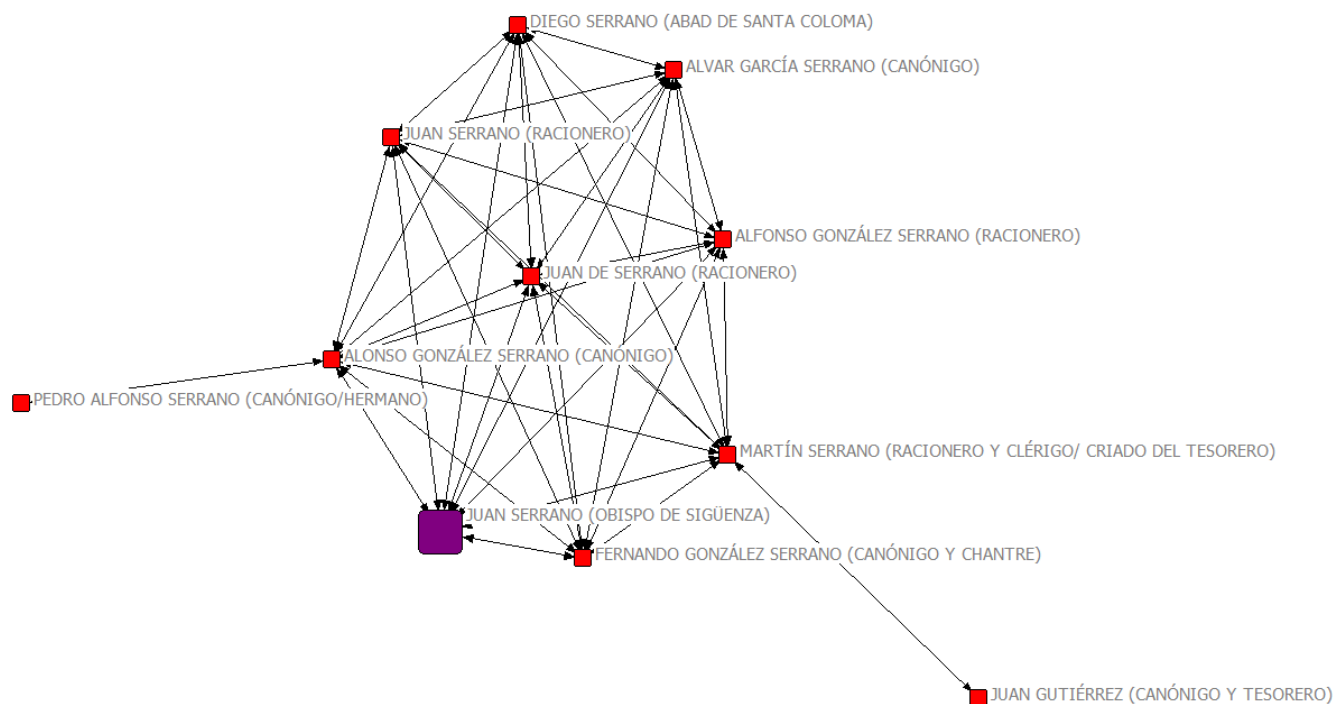 DIEGO SERRANO (ABAD DE SANTA COLOMA)
ALVAR GARCÍA SERRANO (CANÓNIGO)
JUAN SERRANO (RACIONERO)
ALFONSO GONZÁLEZ SERRANO (RACIONERO)
JUAN DE SERRANO (RACIONERO)
ALONSO GONZÁLEZ SERRANO (CANÓNIGO)
PEDRO ALFONSO SERRANO (CANÓNIGO/HERMANO)
MARTÍN SERRANO (RACIONERO Y CLÉRIGO/ CRIADO DEL TESORERO)
JUAN SERRANO (OBISPO DE SIGÜENZA)
FERNANDO GONZÁLEZ SERRANO (CANÓNIGO Y CHANTRE)
JUAN GUTIÉRREZ (CANÓNIGO Y TESORERO)